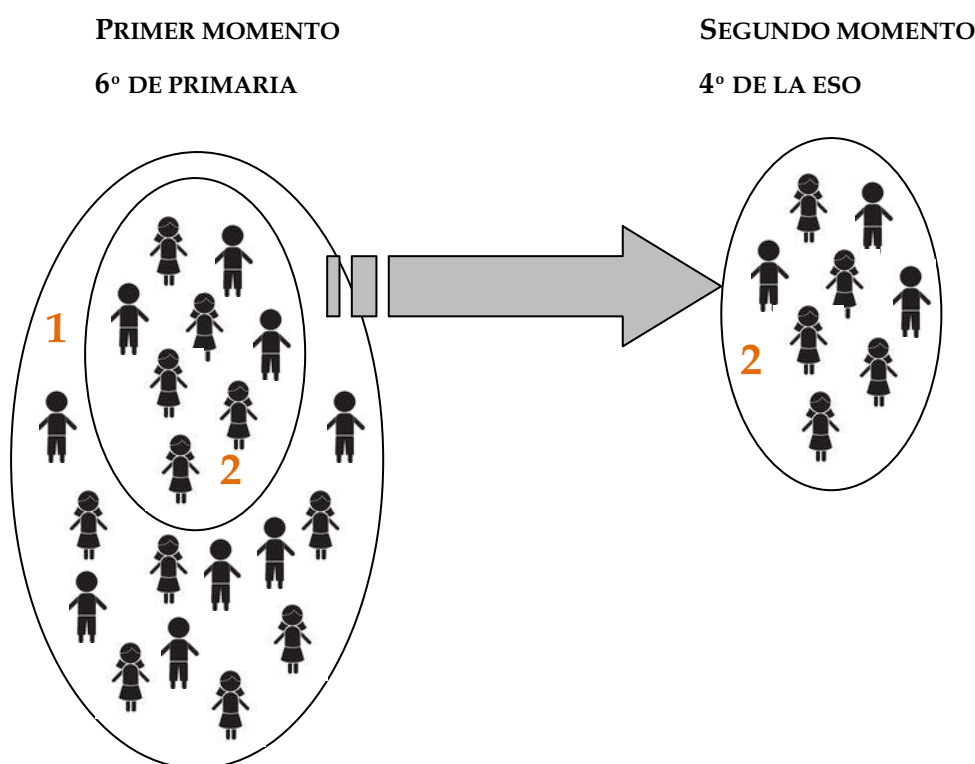 PRIMER MOMENTO
6º DE PRIMARIA
SEGUNDO MOMENTO
4º DE LA ESO
1
2
2